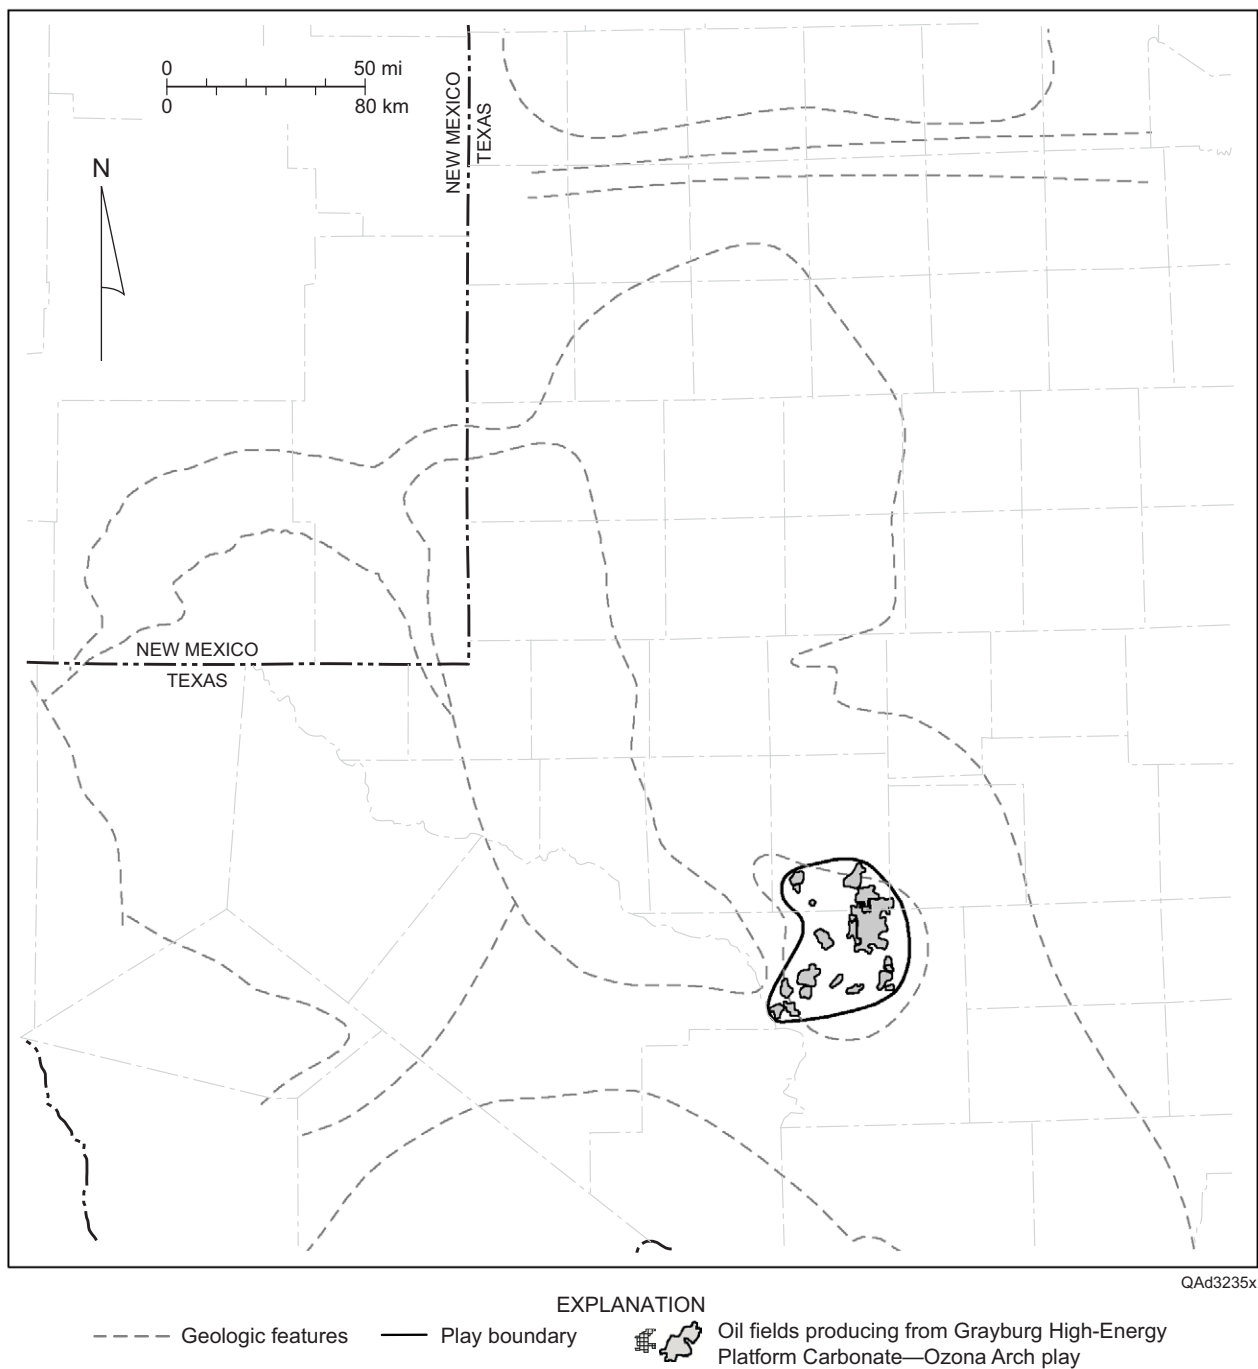 0 50 mi
0 80 km
NEW MEXICO
TEXAS
N
NEW MEXICO
TEXAS
QAd3235x
EXPLANATION
Geologic features
Play boundary
Oil fields producing from Grayburg High-Energy
Platform Carbonate—Ozona Arch play